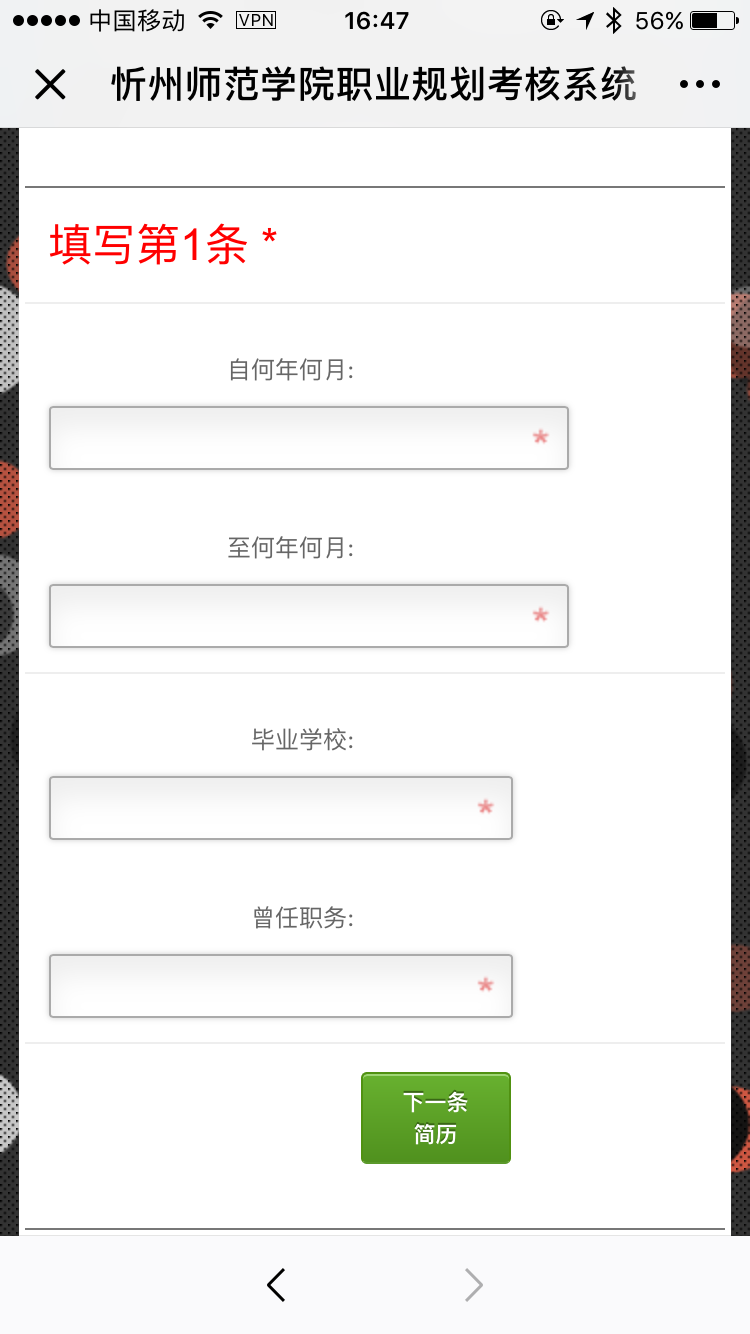 中国移动 VPN 16:47 56%
忻州师范学院职业规划考核系统
填写第1条 *
自何年何月:
*
至何年何月:
*
毕业学校:
*
曾任职务:
*
下一条
简历